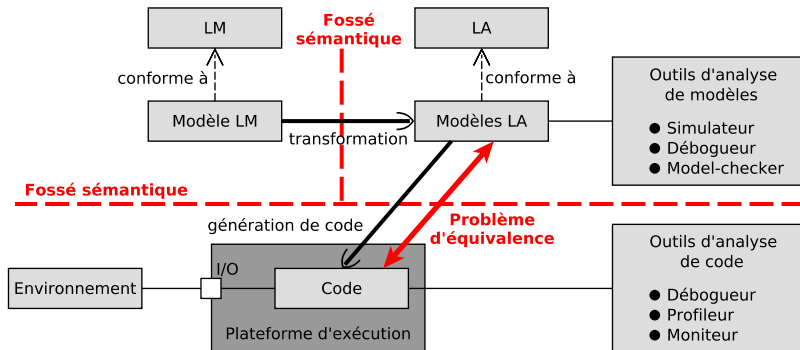 LM
Fossé
sémantique
LA
conforme à
conforme à
Modèle LM
transformation
Modèles LA
Outils d'analyse
de modèles
● Simulateur
● Débogueur
● Model-checker
Fossé sémantique
génération de code
Problème
d'équivalence
Environnement
I/O
Code
Plateforme d'exécution
Outils d'analyse
de code
● Débogueur
● Profileur
● Moniteur